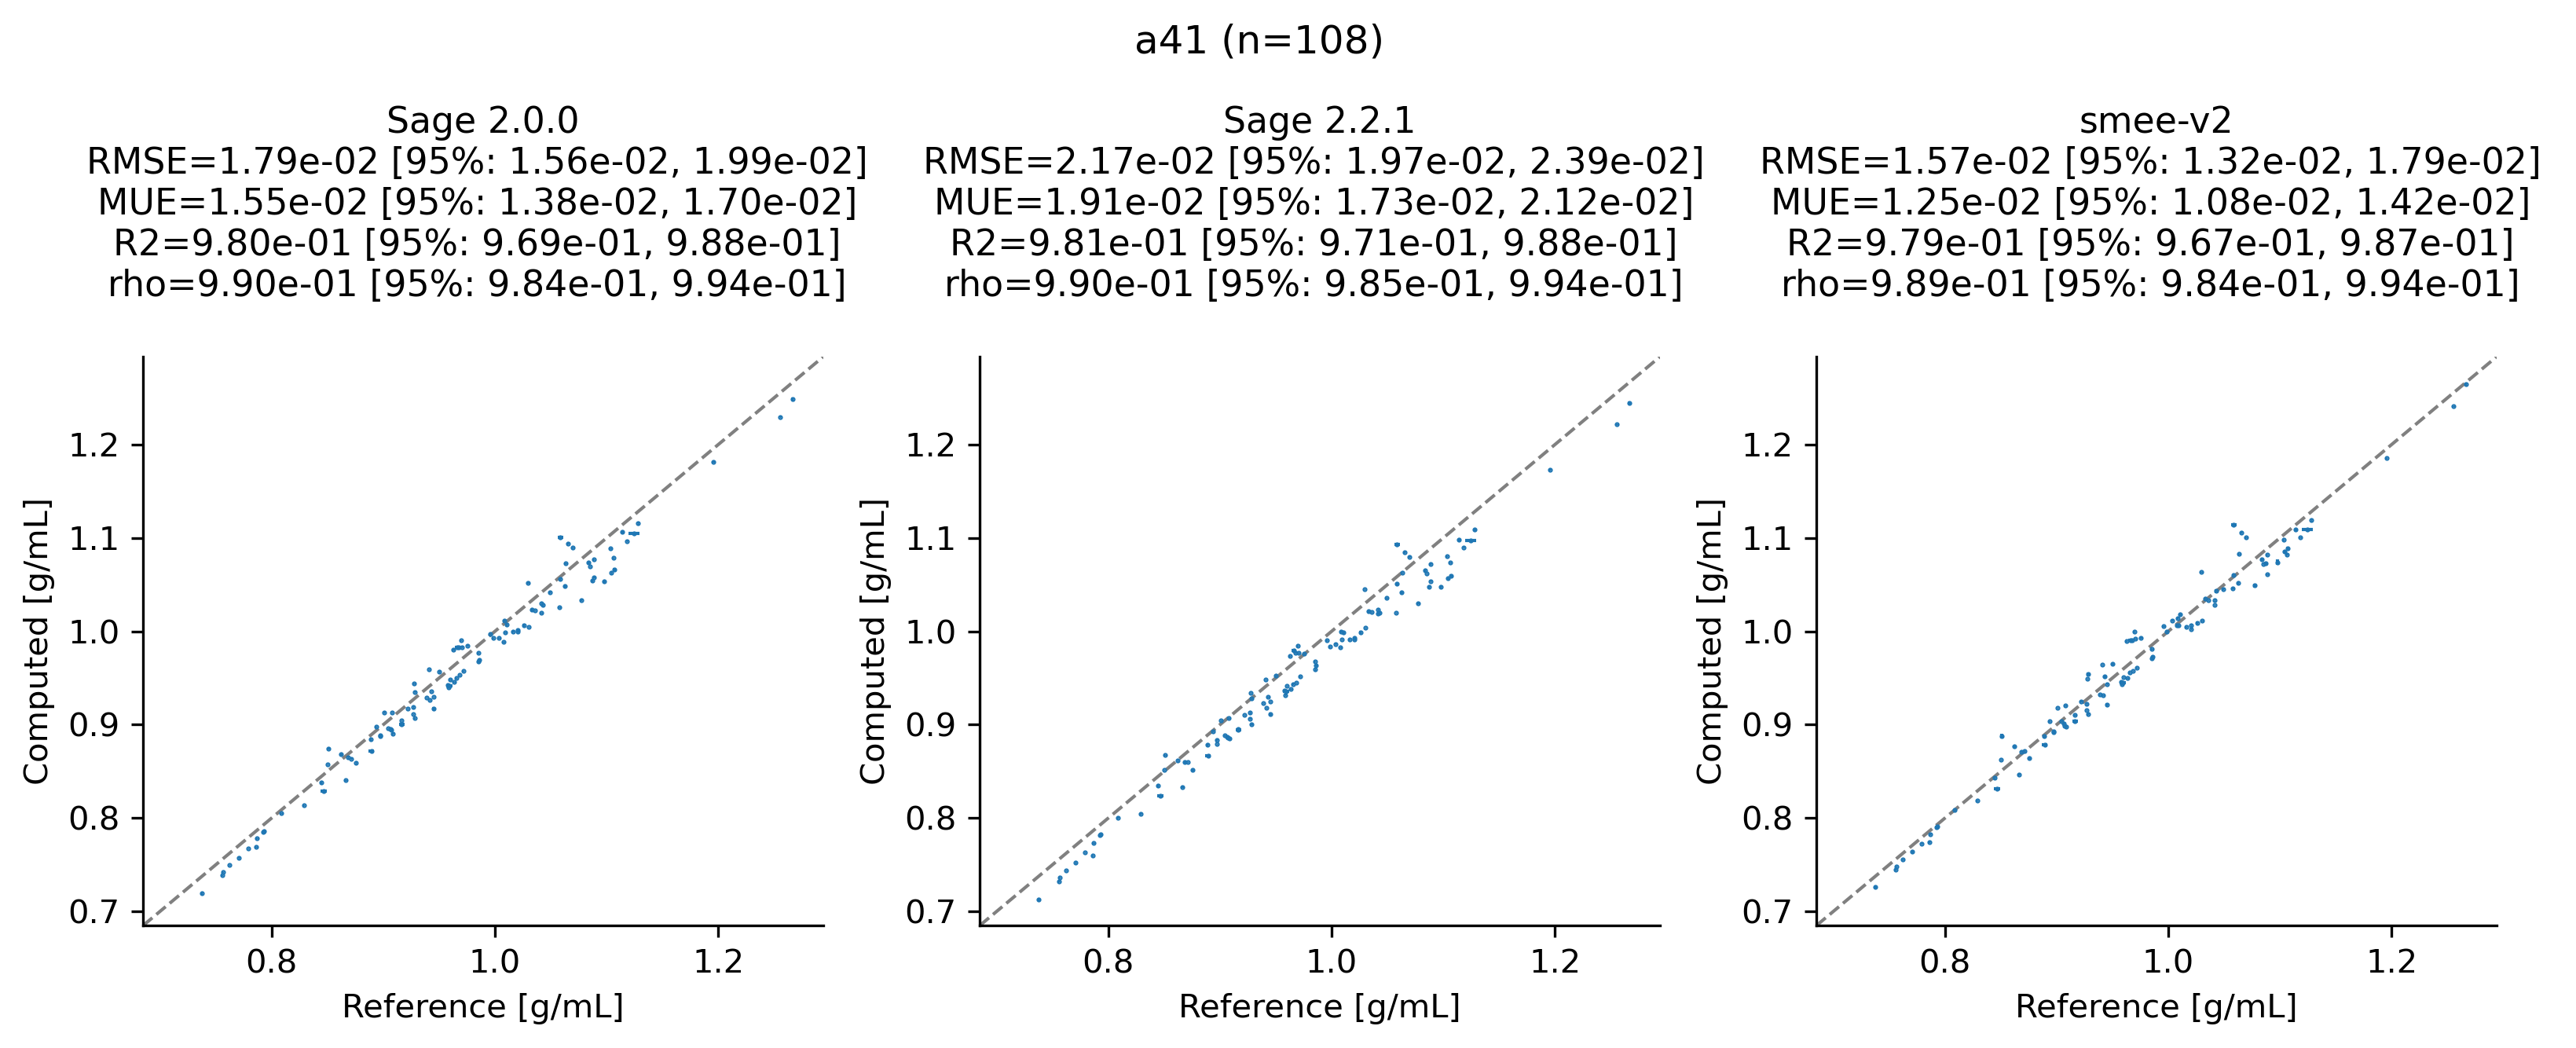 a41 (n=108)
Sage 2.0.0
RMSE=1.79e-02 [95%: 1.56e-02, 1.99e-02]
MUE=1.55e-02 [95%: 1.38e-02, 1.70e-02]
R2=9.80e-01 [95%: 9.69e-01, 9.88e-01]
rho=9.90e-01 [95%: 9.84e-01, 9.94e-01]
1.2
1.1
1.0
0.9
0.8
0.7
Computed [g/mL]
0.8 1.0 1.2
Reference [g/mL]
Sage 2.2.1
RMSE=2.17e-02 [95%: 1.97e-02, 2.39e-02]
MUE=1.91e-02 [95%: 1.73e-02, 2.12e-02]
R2=9.81e-01 [95%: 9.71e-01, 9.88e-01]
rho=9.90e-01 [95%: 9.85e-01, 9.94e-01]
1.2
1.1
1.0
0.9
0.8
0.7
Computed [g/mL]
0.8 1.0 1.2
Reference [g/mL]
smee-v2
RMSE=1.57e-02 [95%: 1.32e-02, 1.79e-02]
MUE=1.25e-02 [95%: 1.08e-02, 1.42e-02]
R2=9.79e-01 [95%: 9.67e-01, 9.87e-01]
rho=9.89e-01 [95%: 9.84e-01, 9.94e-01]
1.2
1.1
1.0
0.9
0.8
0.7
Computed [g/mL]
0.8 1.0 1.2
Reference [g/mL]